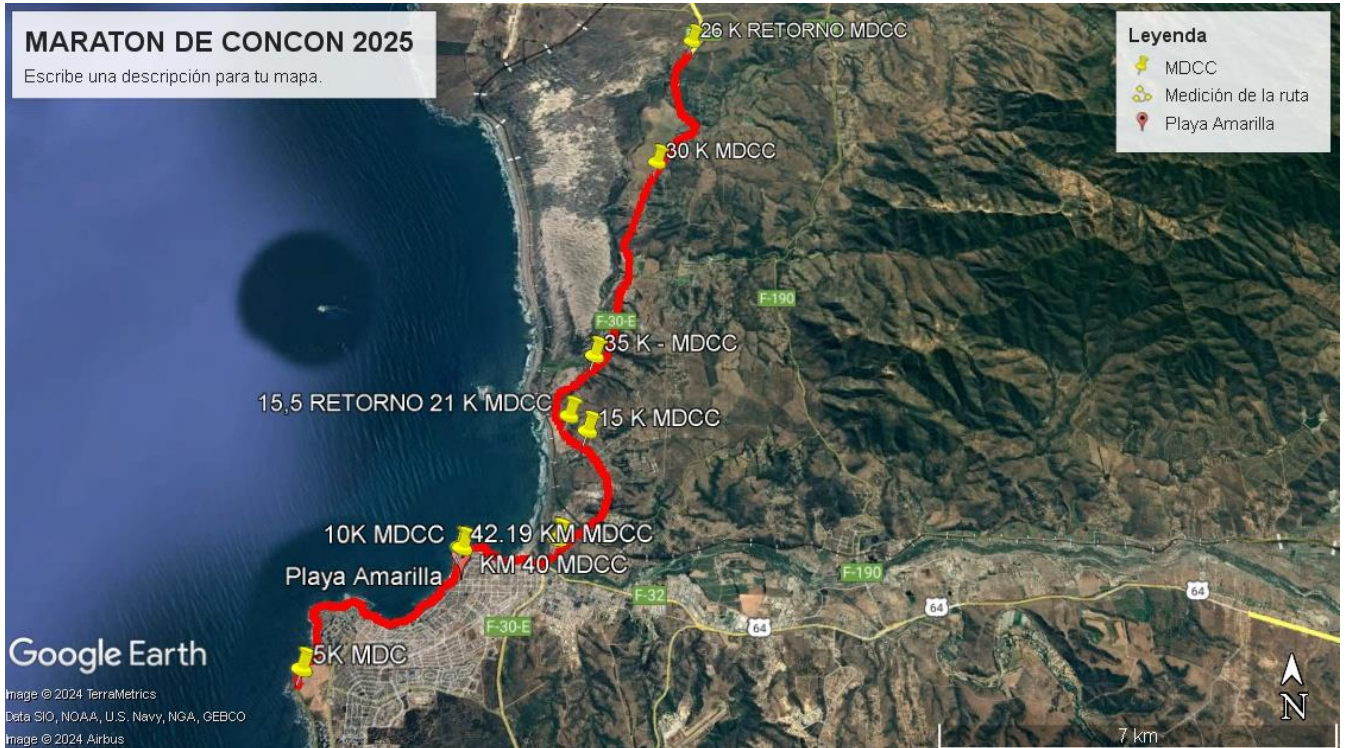 MARATON DE CONCON 2025
Escribe una descripción para tu mapa.
Leyenda
MDCC
Medición de la ruta
Playa Amarilla
26 K RETORNO MDCC
30 K MDCC
F-190
F-30-E
35 K - MDCC
15,5 RETORNO 21 K MDCC
15 K MDCC
10K MDCC
42.19 KM MDCC
KM 40 MDCC
Playa Amarilla
F-190
F-32
64
64
64
F-30-E
5K MDC
Google Earth
Image © 2024 TerraMetrics
Data SIO, NOAA, U.S. Navy, NGA, GEBCO
Image © 2024 Airbus
N
7 km